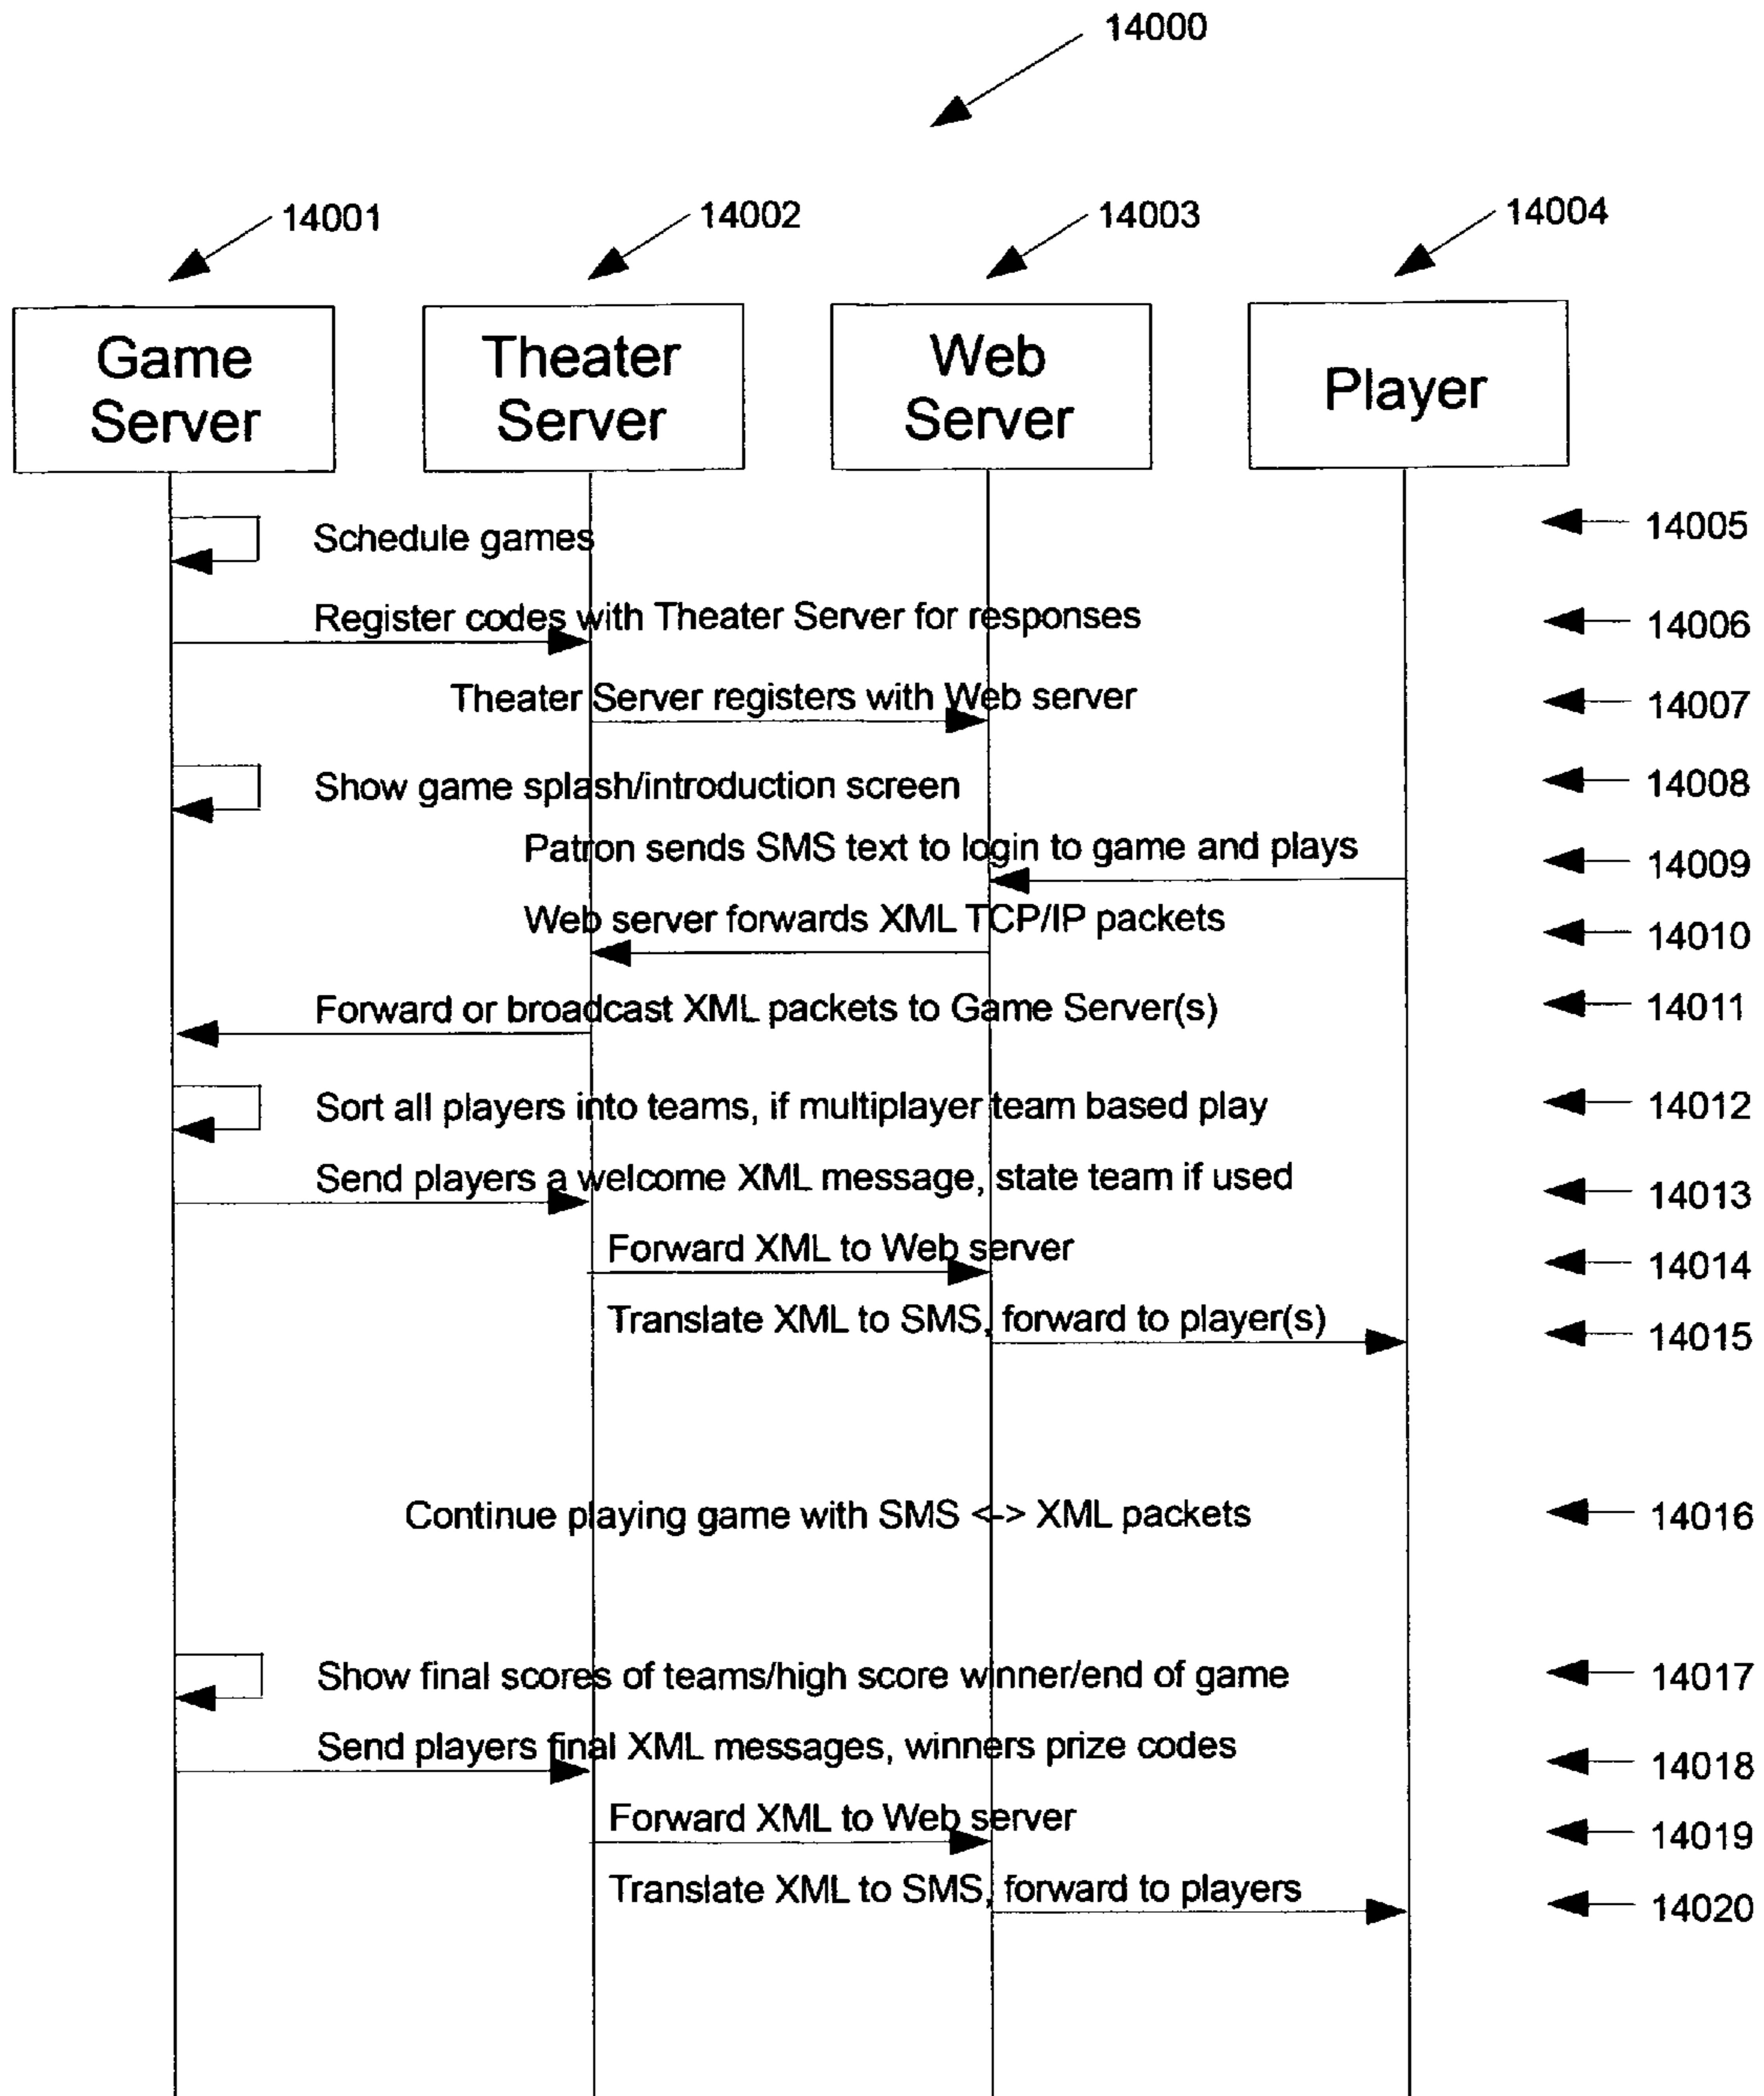 14000
14001
14002
14003
14004
Game
Server
Theater
Server
Web
Server
Player
Schedule games
14005
Register codes with Theater Server for responses
14006
Theater Server registers with Web server
14007
Show game splash/introduction screen
14008
Patron sends SMS text to login to game and plays
14009
Web server forwards XML TCP/IP packets
14010
Forward or broadcast XML packets to Game Server(s)
14011
Sort all players into teams, if multiplayer team based play
14012
Send players a welcome XML message, state team if used
14013
Forward XML to Web server
14014
Translate XML to SMS, forward to player(s)
14015
Continue playing game with SMS <-> XML packets
14016
Show final scores of teams/high score winner/end of game
14017
Send players final XML messages, winners prize codes
14018
Forward XML to Web server
14019
Translate XML to SMS, forward to players
14020